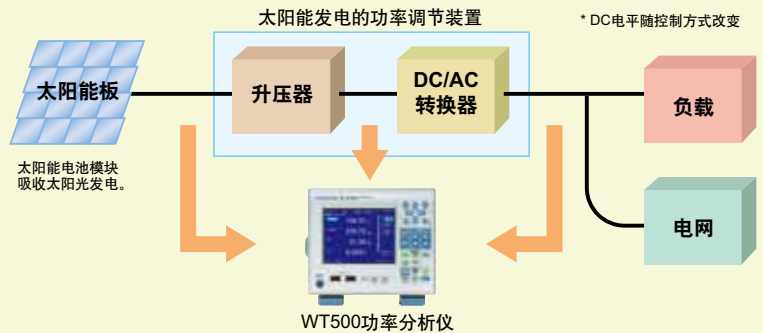 太阳能发电的功率调节装置
* DC电平随控制方式改变
太阳能板
升压器
DC/AC
转换器
负载
太阳能电池模块
吸收太阳光发电。
电网
WT500功率分析仪